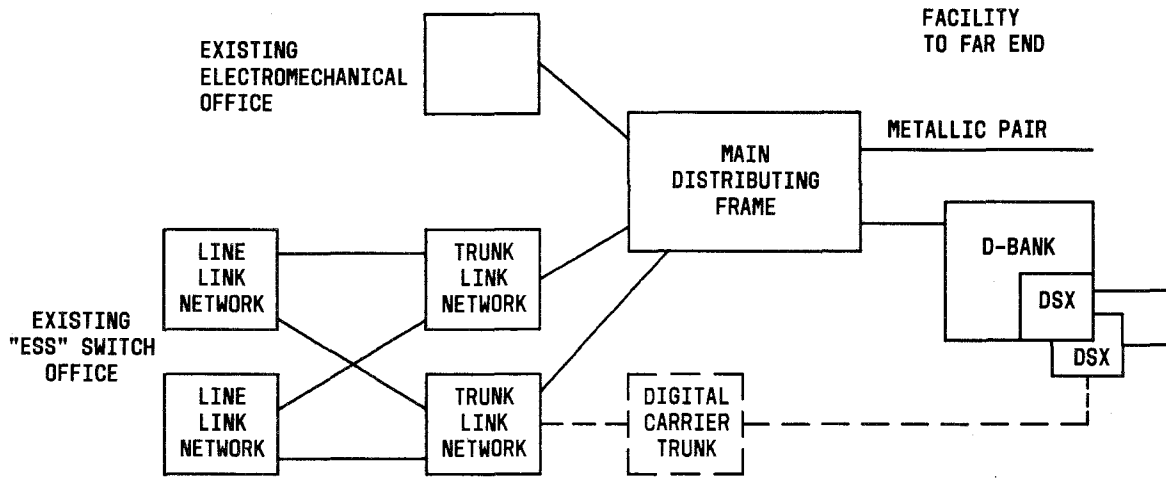 FACILITY
TO FAR END
EXISTING
ELECTROMECHANICAL
OFFICE
METALLIC PAIR
MAIN
DISTRIBUTING
FRAME
LINE
LINK
NETWORK
TRUNK
LINK
NETWORK
D-BANK
DSX
DSX
EXISTING
"ESS" SWITCH
OFFICE
LINE
LINK
NETWORK
TRUNK
LINK
NETWORK
DIGITAL
CARRIER
TRUNK